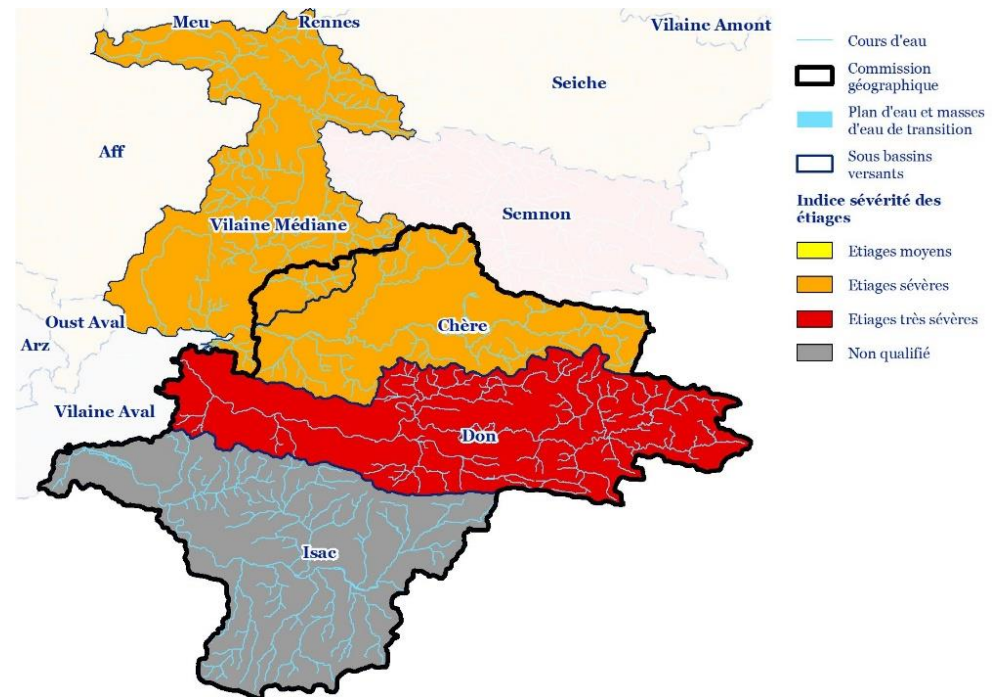 Meu
Rennes
Vilaine Amont
Seiche
Aff
Semnon
Vilaine Médiane
Oust Aval
Arz
Chère
Vilaine Aval
Don
Isac
Cours d'eau
Commission
géographique
Plan d'eau et masses
d'eau de transition
Sous bassins
versants
Indice sévérité des
étiages
Etiages moyens
Etiages sévères
Etiages très sévères
Non qualifié